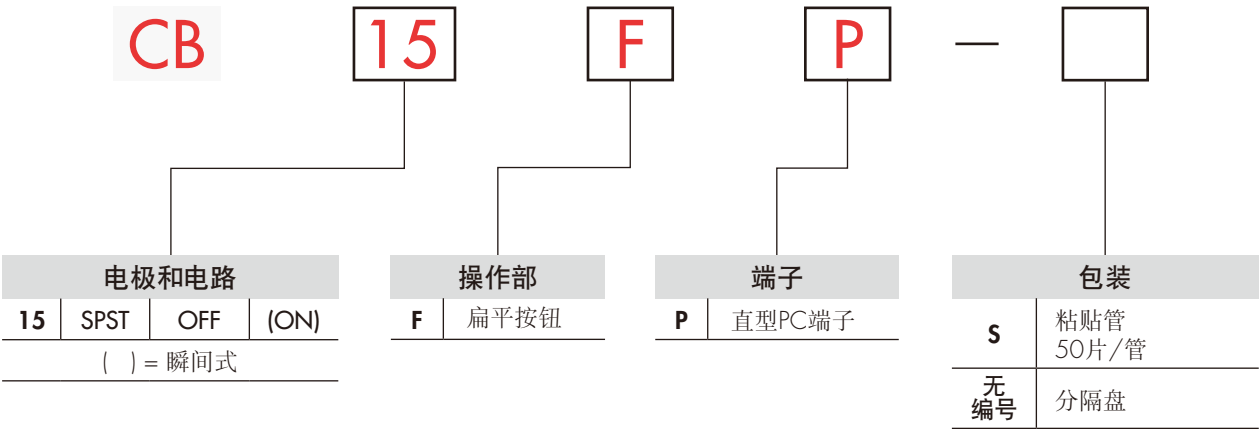 CB 15 F P —
电极和电路
15 SPST OFF (ON)
( ) = 瞬间式
操作部
F 扁平按钮
端子
P 直型PC端子
包装
S 粘贴管
50片/管
无
编号 分隔盘